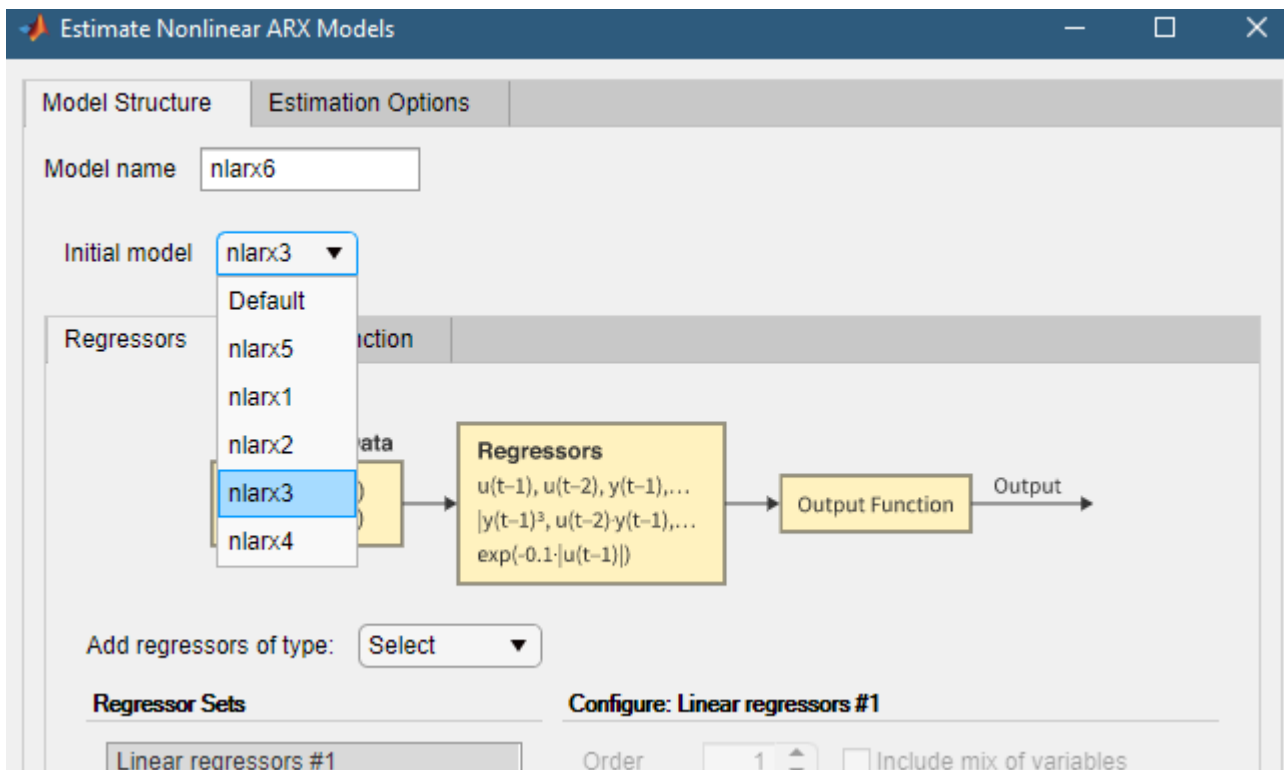 Estimate Nonlinear ARX Models
Model Structure
Estimation Options
Model name
nlarx6
Initial model
nlarx3
Default
nlarx5
nlarx1
nlarx2
nlarx3
nlarx4
Regressors
Regressors
u(t–1), u(t–2), y(t–1),...
|y(t–1)³, u(t–2)·y(t–1),...
exp(-0.1·|u(t–1)|)
Output Function
Output
Add regressors of type:
Select
Regressor Sets
Configure: Linear regressors #1
Linear regressors #1
Order
1
Include mix of variables